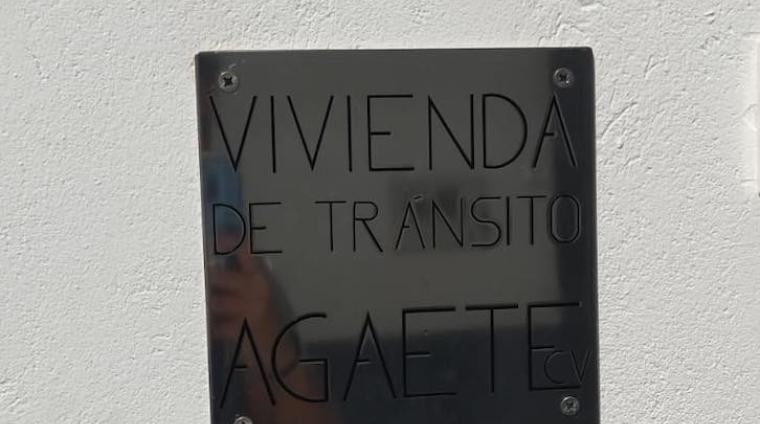 VIVIENDA
DE TRÁNSITO
AGAETE CV